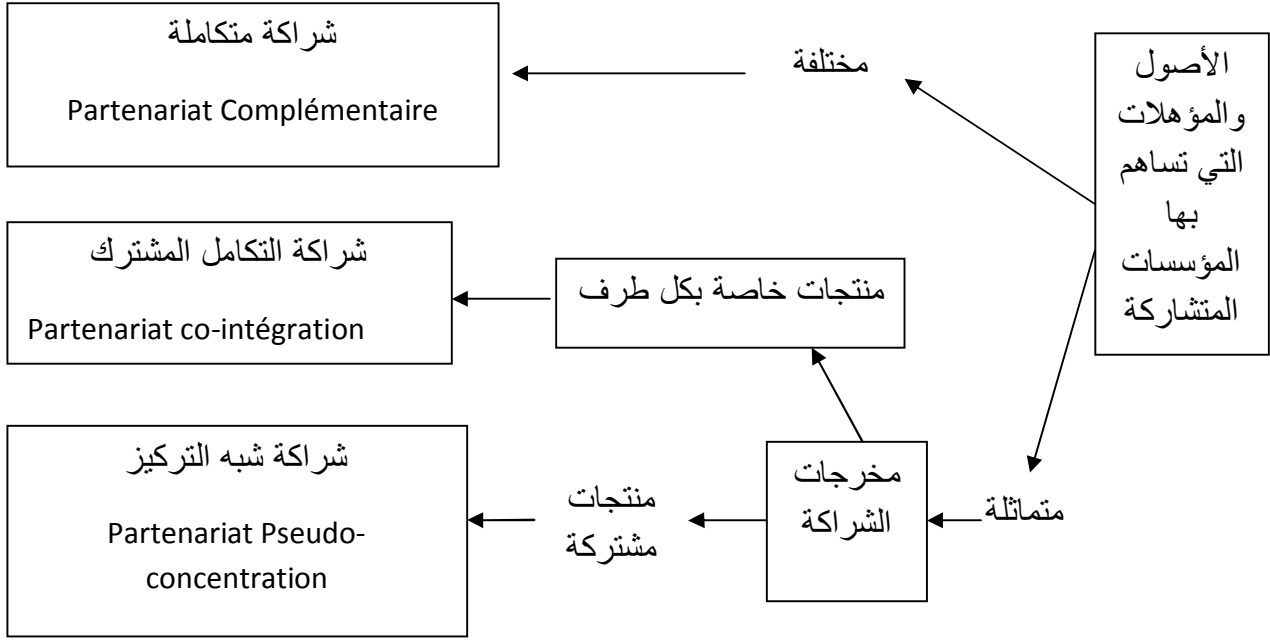 الأصول
والمؤهلات
التي تساهم
بها
المؤسسات
المتشاركة
مختلفة
شراكة متكاملة
Partenariat Complémentaire
متماثلة
مخرجات
الشراكة
منتجات خاصة بكل طرف
شراكة التكامل المشترك
Partenariat co-intégration
منتجات
مشتركة
شراكة شبه التركيز
Partenariat Pseudo-
concentration